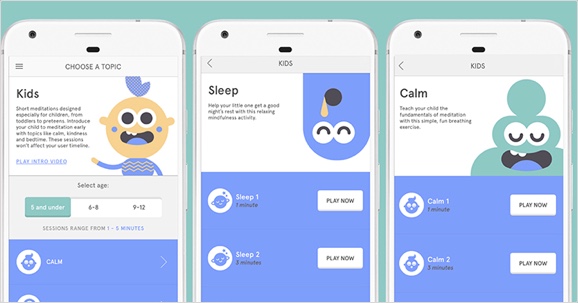 CHOOSE A TOPIC
Kids
Short meditations designed
especially for children, from
toddlers to preteens. Introduce
your child to meditation early
with topics like calm, kindness
and bedtime. These sessions
won't affect your user timeline.
PLAY INTRO VIDEO
Select age:
5 and under
6-8
9-12
SESSIONS RANGE FROM 1 - 5 MINUTES
CALM
KIDS
Sleep
Help your little one get a good
night's rest with this relaxing
mindfulness activity.
Sleep 1
1 minute
PLAY NOW
Sleep 2
3 minutes
PLAY NOW
KIDS
Calm
Teach your child the
fundamentals of meditation
with this simple, fun breathing
exercise.
Calm 1
1 minute
PLAY NOW
Calm 2
3 minutes
PLAY NOW